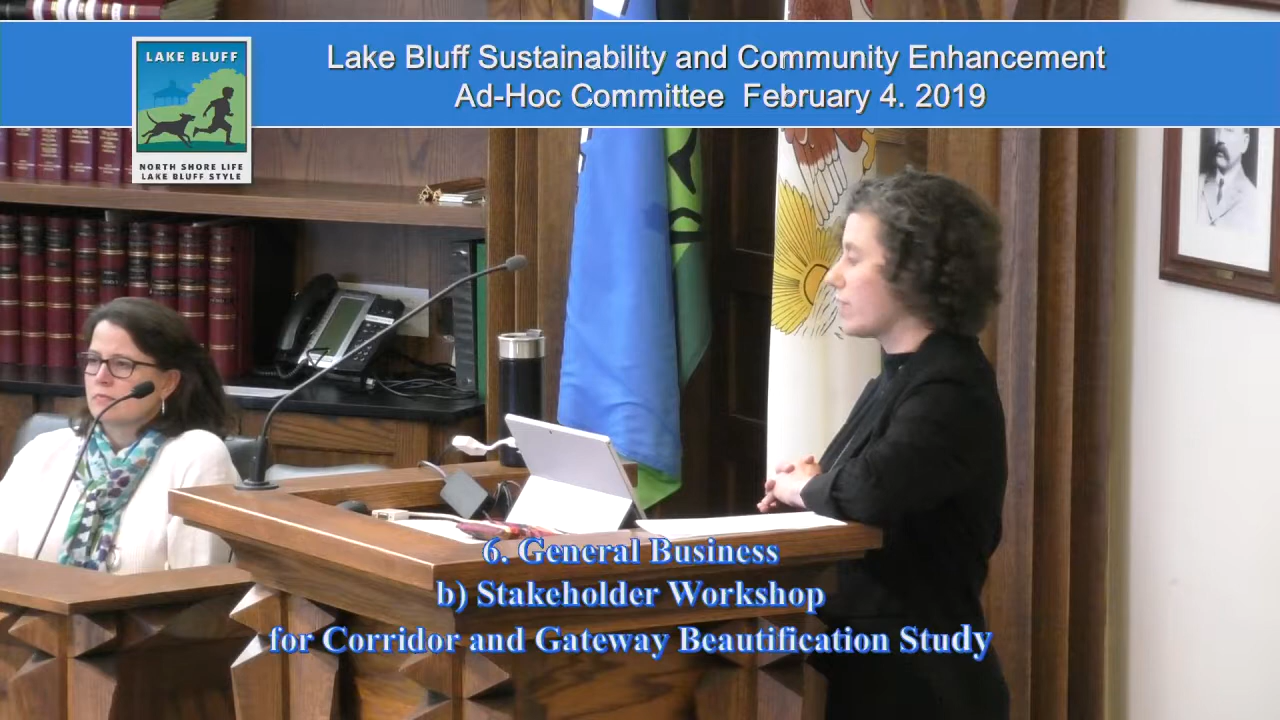 LAKE BLUFF
NORTH SHORE LIFE
LAKE BLUFF STYLE
Lake Bluff Sustainability and Community Enhancement
Ad-Hoc Committee  February 4. 2019
6. General Business
b) Stakeholder Workshop
for Corridor and Gateway Beautification Study